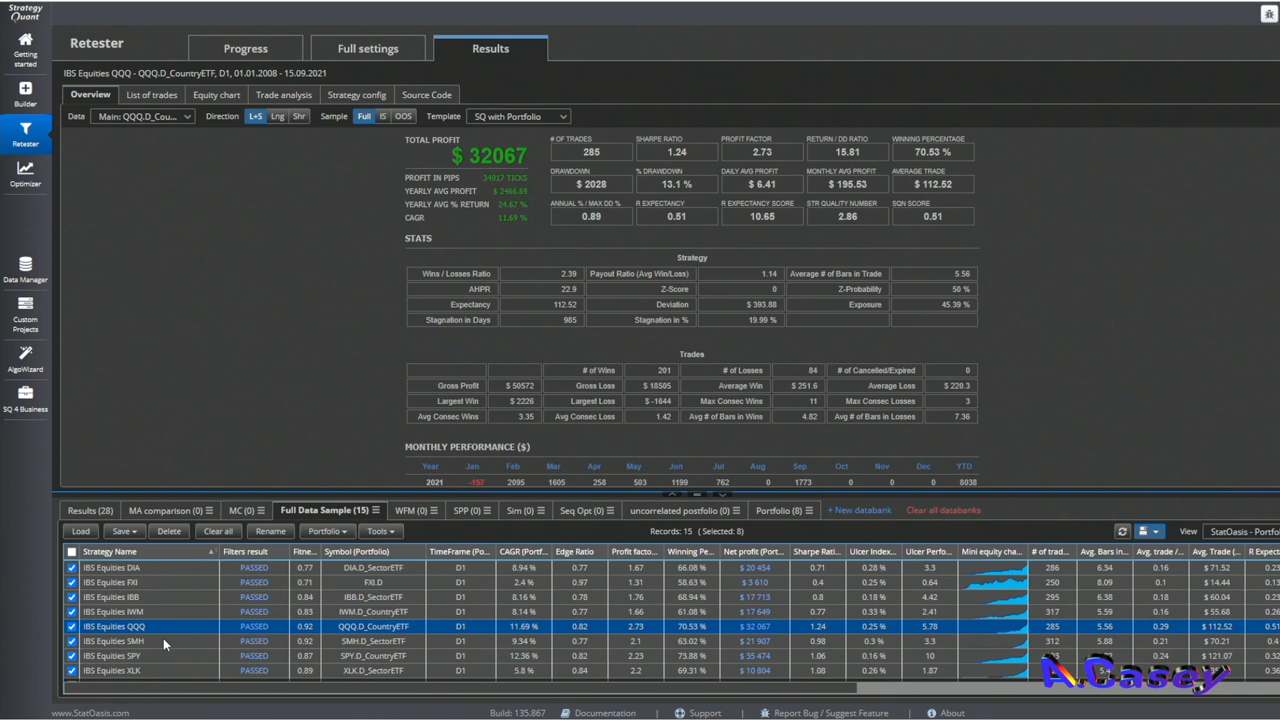 Strategy
Quant
Retester
Progress
Full settings
Results
IBS Equities QQQ - QQQ.D_CountryETF, D1, 01.01.2008 - 15.09.2021
Overview List of trades Equity chart Trade analysis Strategy config Source Code
Data Main: QQQ.D_Cou... Direction L+S Lng Shr Sample Full IS OOS Template SQ with Portfolio
Getting
started
Builder
Retester
Optimizer
Data Manager
Custom
Projects
AlgoWizard
SQ 4 Business
TOTAL PROFIT
$ 32067
PROFIT IN PIPS 34917 TICKS
YEARLY AVG PROFIT $ 2466.69
YEARLY AVG % RETURN 24.67 %
CAGR 11.69 %
# OF TRADES SHARPE RATIO PROFIT FACTOR RETURN / DD RATIO WINNING PERCENTAGE
285 1.24 2.73 15.81 70.53 %
DRAWDOWN % DRAWDOWN DAILY AVG PROFIT MONTHLY AVG PROFIT AVERAGE TRADE
$ 2028 13.1 % $ 6.41 $ 195.53 $ 112.52
ANNUAL % / MAX DD % R EXPECTANCY R EXPECTANCY SCORE STR QUALITY NUMBER SQN SCORE
0.89 0.51 10.65 2.86 0.51
STATS
Strategy
Wins / Losses Ratio 2.39 Payout Ratio (Avg Win/Loss) 1.14 Average # of Bars in Trade 5.56
AHPR 22.9 Z-Score 0 Z-Probability 50 %
Expectancy 112.52 Deviation $ 393.88 Exposure 45.39 %
Stagnation in Days 985 Stagnation in % 19.99 %
Trades
# of Wins 201 # of Losses 84 # of Cancelled/Expired 0
Gross Profit $ 50572 Gross Loss $ 18505 Average Win $ 251.6 Average Loss $ 220.3
Largest Win $ 2226 Largest Loss $ -1644 Max Consec Wins 11 Max Consec Losses 3
Avg Consec Wins 3.35 Avg Consec Loss 1.42 Avg # of Bars in Wins 4.82 Avg # of Bars in Losses 7.36
MONTHLY PERFORMANCE ($)
Year Jan Feb Mar Apr May Jun Jul Aug Sep Oct Nov Dec YTD
2021 -157 2095 1605 258 503 1199 762 0 1773 8038
Results (28) MA comparison (0) MC (0) Full Data Sample (15) WFM (0) SPP (0) Sim (0) Seq Opt (0) uncorrelated postfolio (0) Portfolio (8) + New databank Clear all databanks
Load Save Delete Clear all Rename Portfolio Tools Records: 15 ( Selected: 8) View StatOasis - Portfo
Strategy Name Filters result Fitne... Symbol (Portfolio) TimeFrame (Po... CAGR (Portf... Edge Ratio Profit facto... Winning Pe... Net profit (Port... Sharpe Rati... Ulcer Index... Ulcer Perfo... Mini equity cha... # of trad... Avg. Bars in... Avg. trade /... Avg. Trade (... R Expect
IBS Equities DIA PASSED 0.77 DIA.D_SectorETF D1 8.94 % 0.77 1.67 66.08 % $ 20 454 0.71 0.28 % 3.3 286 6.34 0.16 $ 71.52 0.23
IBS Equities FXI PASSED 0.71 FXI.D D1 2.4 % 0.97 1.31 58.63 % $ 3 610 0.4 0.25 % 0.64 250 8.09 0.1 $ 14.44 0.13
IBS Equities IBB PASSED 0.84 IBB.D_SectorETF D1 8.16 % 0.78 1.76 68.94 % $ 17 713 0.8 0.18 % 4.42 295 6.38 0.18 $ 60.04 0.23
IBS Equities IWM PASSED 0.83 IWM.D_CountryETF D1 8.14 % 0.77 1.66 61.08 % $ 17 649 0.77 0.33 % 2.41 317 5.59 0.16 $ 55.68 0.23
IBS Equities QQQ PASSED 0.92 QQQ.D_CountryETF D1 11.69 % 0.82 2.73 70.53 % $ 32 067 1.24 0.25 % 5.78 285 5.56 0.29 $ 112.52 0.51
IBS Equities SMH PASSED 0.92 SMH.D_SectorETF D1 9.34 % 0.77 2.1 63.02 % $ 21 907 0.98 0.3 % 3.3 312 5.88 0.21 $ 70.21
IBS Equities SPY PASSED 0.87 SPY.D_CountryETF D1 12.36 % 0.82 2.23 73.88 % $ 35 474 1.06 0.16 % 10 0.24 $ 121.07
IBS Equities XLK PASSED 0.89 XLK.D_SectorETF D1 5.8 % 0.84 2.2 69.31 % $ 10 804 1.08 0.16 % 1.87
A.Casey
www.StatOasis.com Build: 135.867 Documentation Support Report Bug / Suggest Feature About